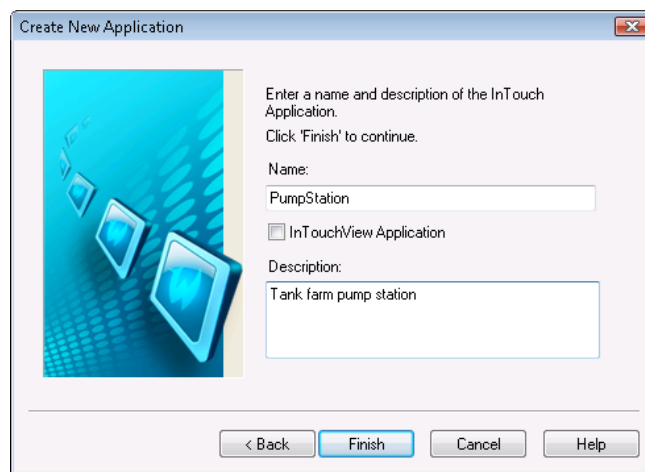 Create New Application
Enter a name and description of the InTouch
Application.
Click 'Finish' to continue.
Name:
PumpStation
InTouchView Application
Description:
Tank farm pump station
< Back
Finish
Cancel
Help